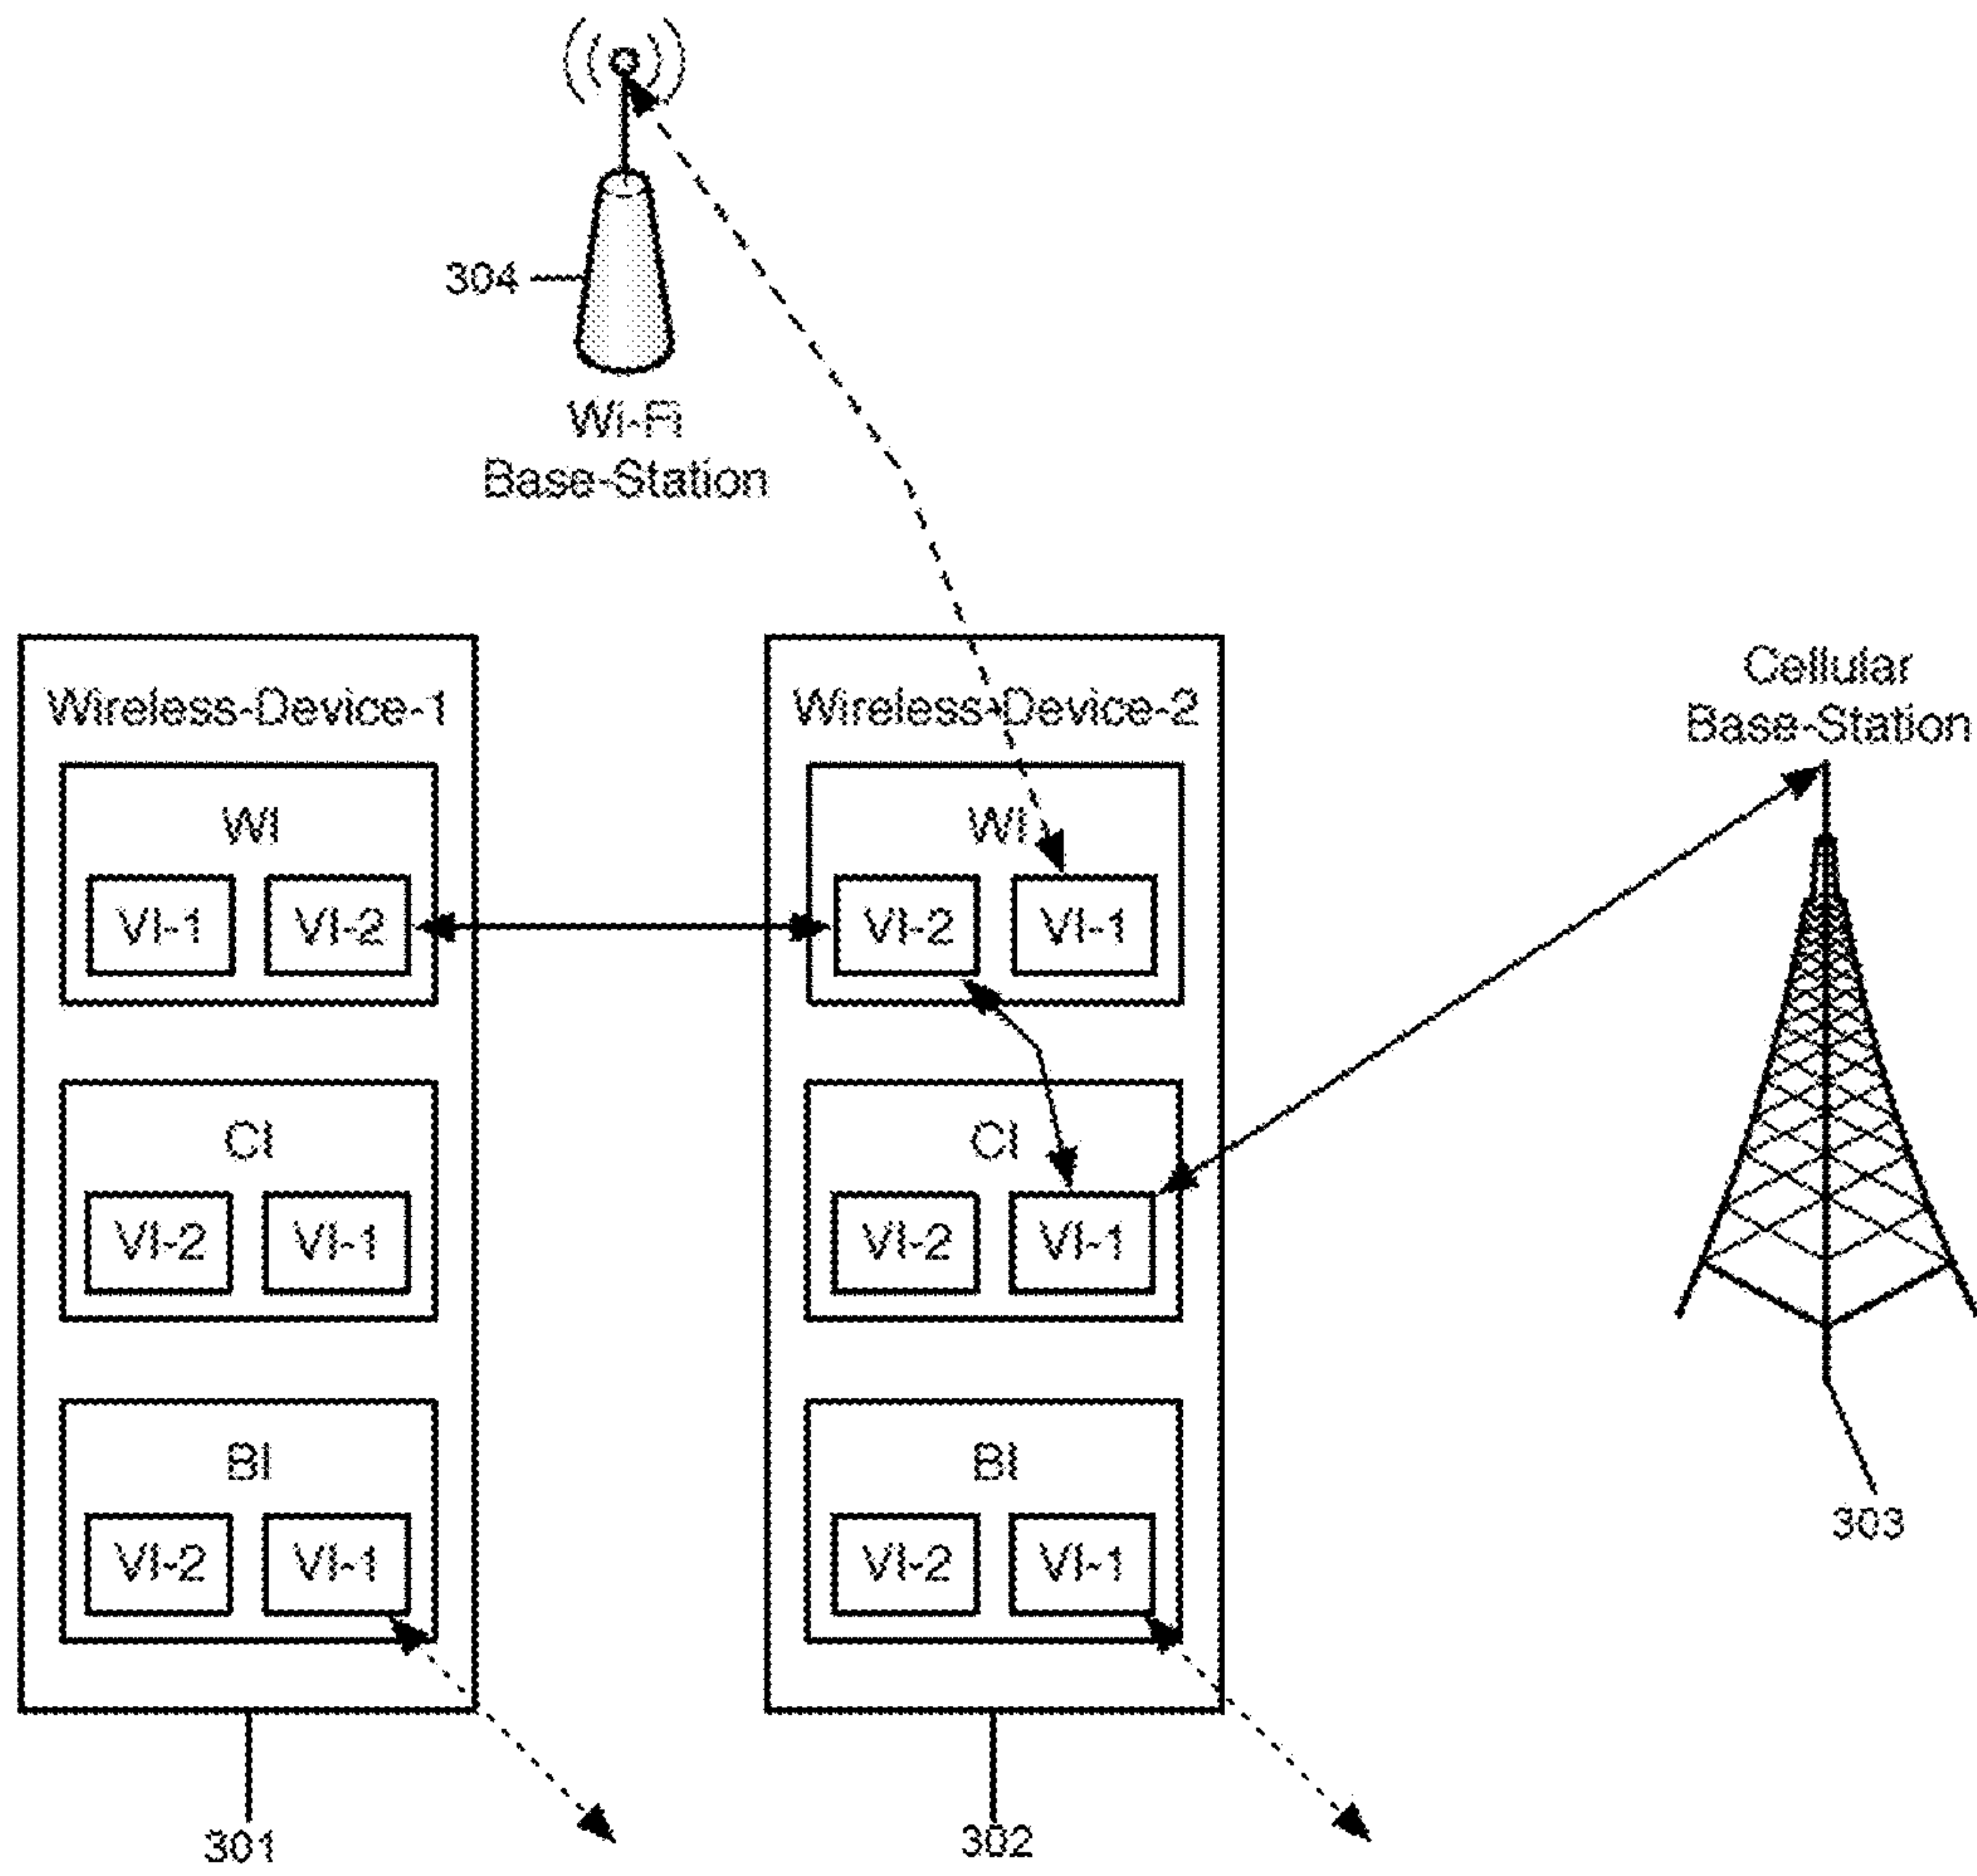 304
Wi-Fi
Base-Station
Wireless-Device-1
WI
VI-1 VI-2
CI
VI-2 VI-1
BI
VI-2 VI-1
301
Wireless-Device-2
WI
VI-2 VI-1
CI
VI-2 VI-1
BI
VI-2 VI-1
302
Cellular
Base-Station
303